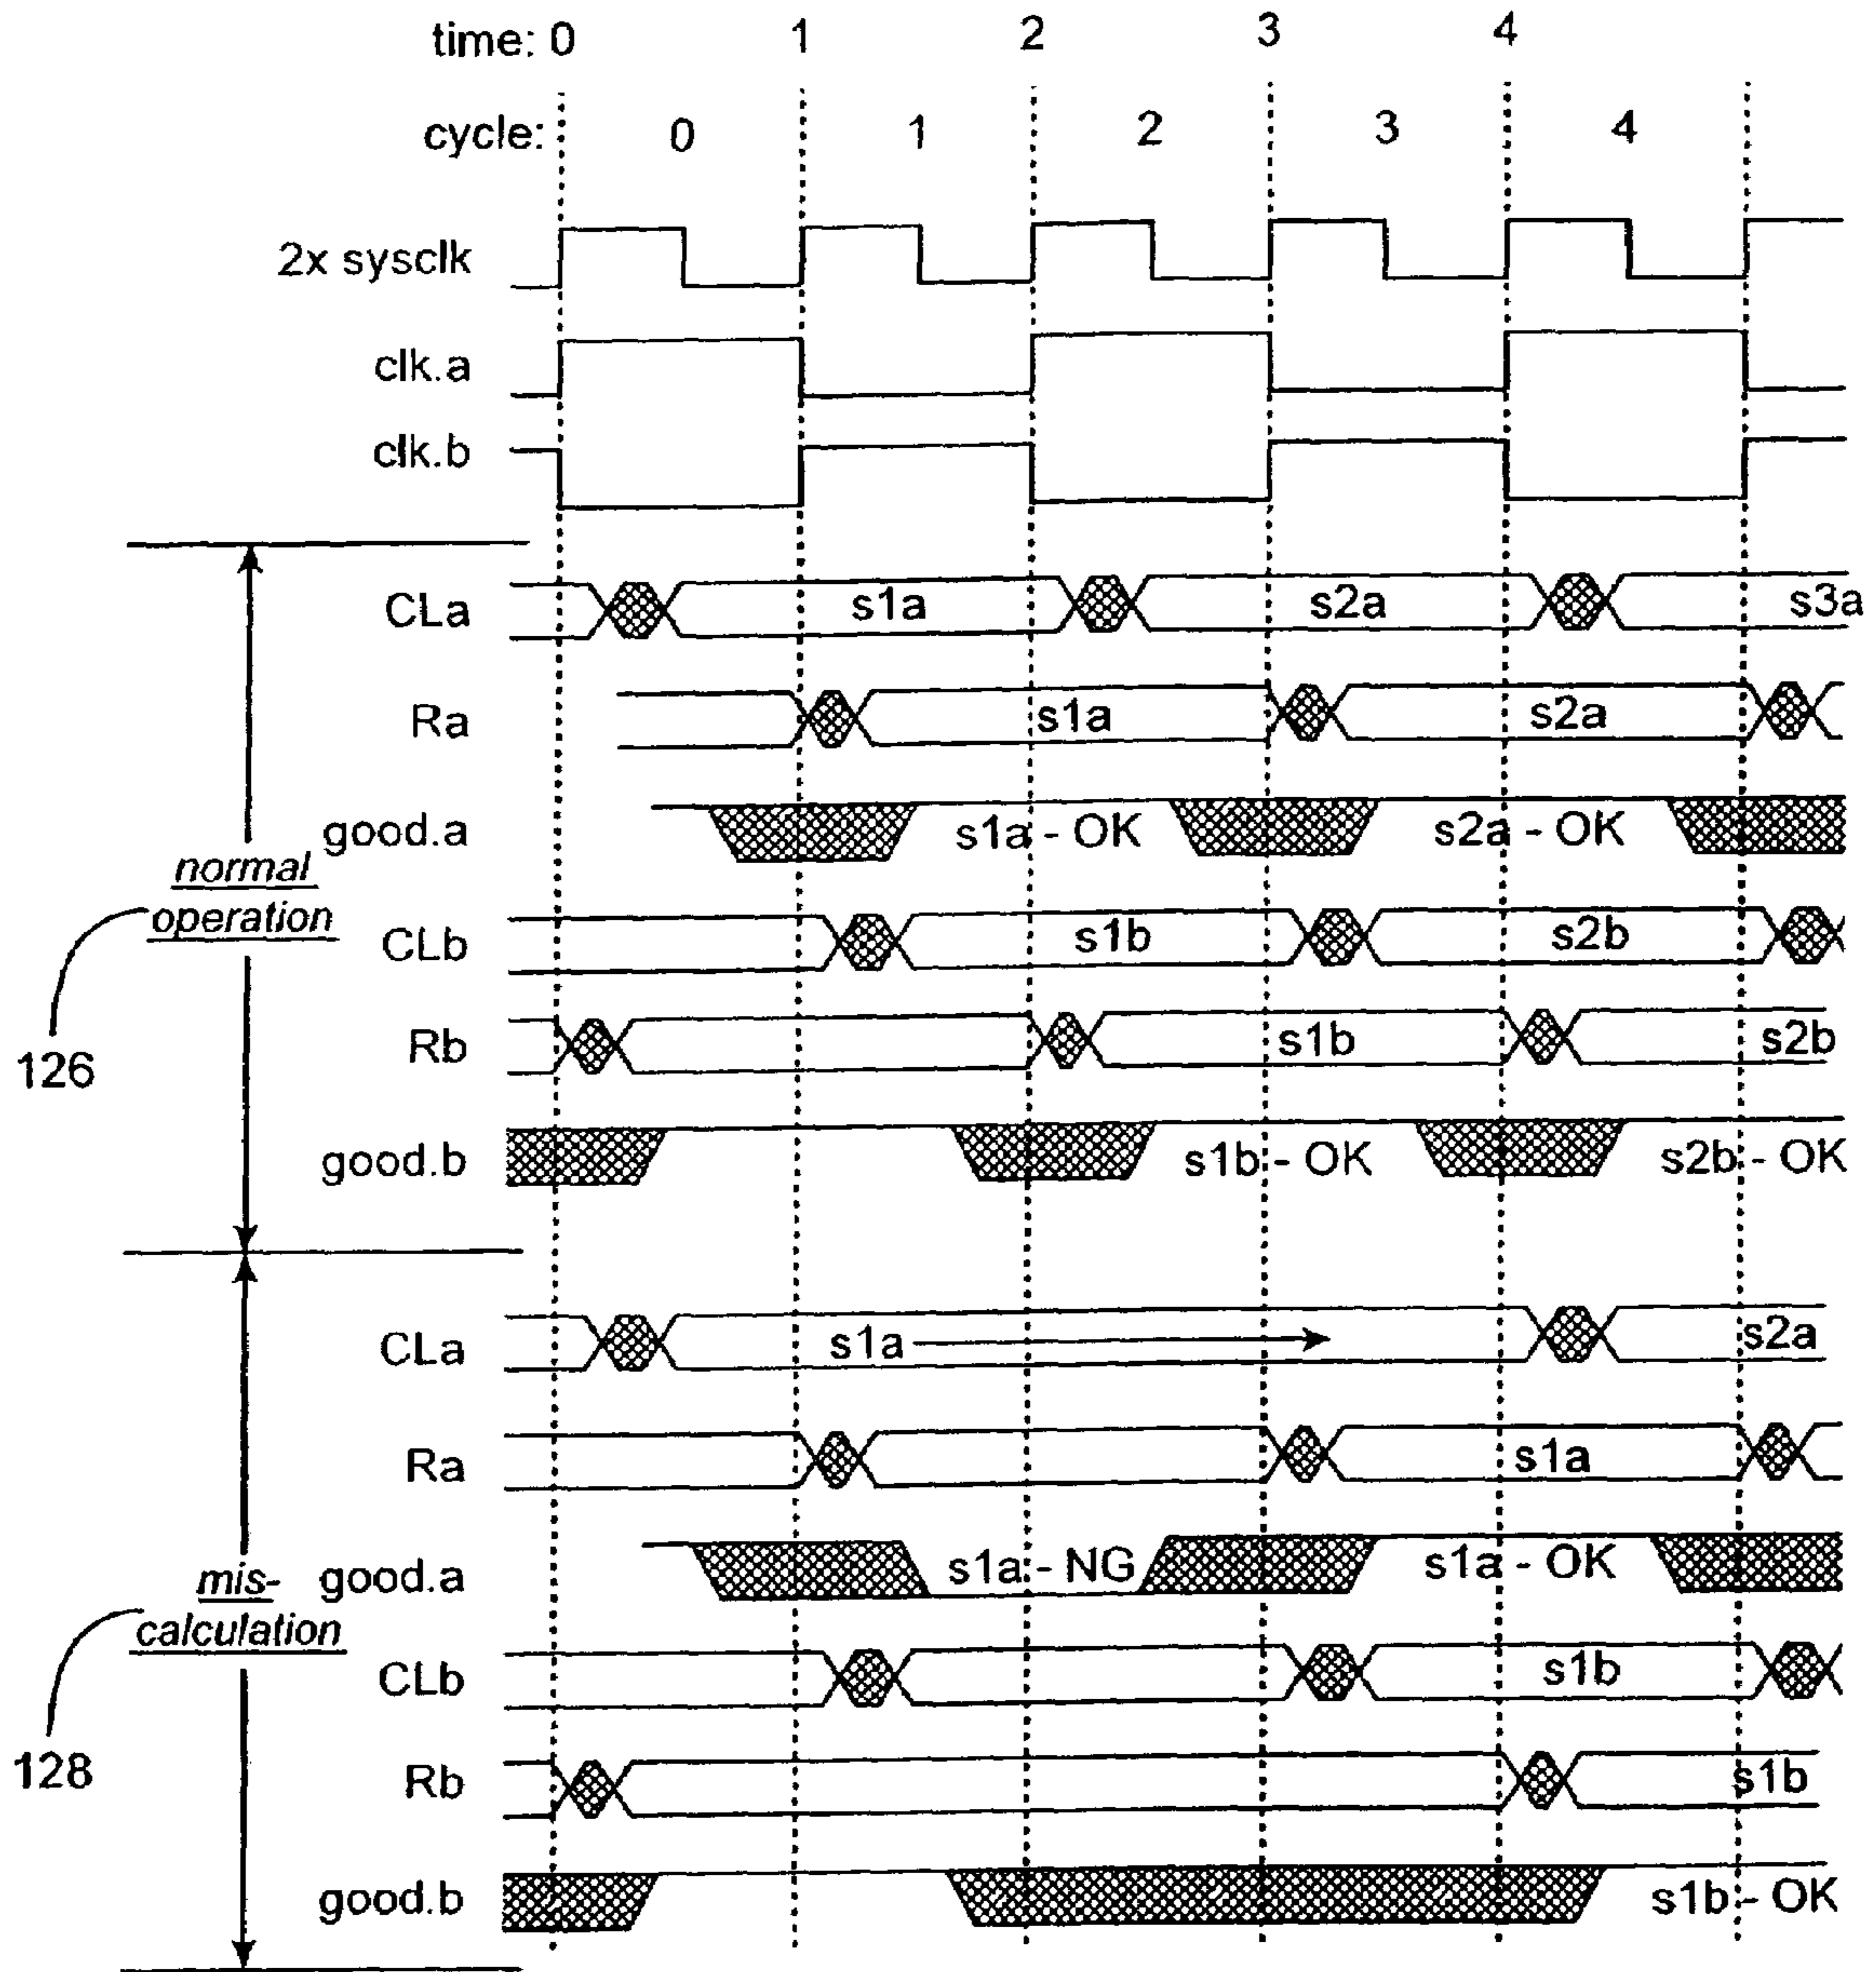 time: 0 1 2 3 4
cycle: 0 1 2 3 4
2x sysclk
clk.a
clk.b
CLa s1a s2a s3a
Ra s1a s2a
good.a s1a - OK s2a - OK
normal
operation
CLb s1b s2b
Rb s1b s2b
126
good.b s1b - OK s2b - OK
CLa s1a s2a
Ra s1a
good.a s1a - NG s1a - OK
mis-
calculation
CLb s1b
Rb s1b
128
good.b s1b - OK